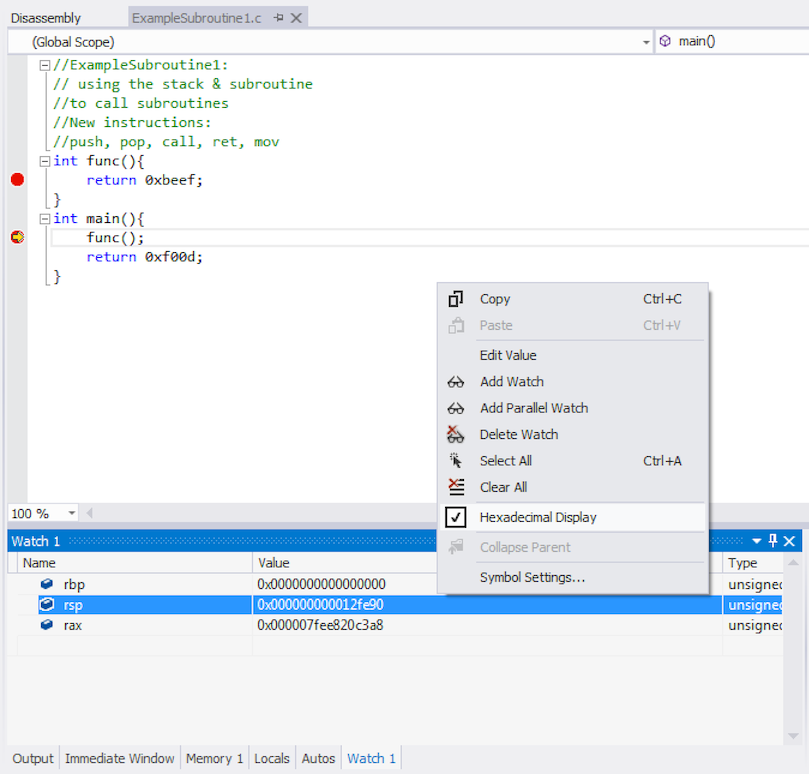 Disassembly
ExampleSubroutine1.c
(Global Scope)
main()
//ExampleSubroutine1:
// using the stack & subroutine
//to call subroutines
//New instructions:
//push, pop, call, ret, mov
int func(){
return 0xbeef;
}
int main(){
func();
return 0xf00d;
}
Copy Ctrl+C
Paste Ctrl+V
Edit Value
Add Watch
Add Parallel Watch
Delete Watch
Select All Ctrl+A
Clear All
Hexadecimal Display
Collapse Parent
Symbol Settings...
100 %
Watch 1
Name Value Type
rbp 0x0000000000000000 unsigned
rsp 0x000000000012fe90 unsigned
rax 0x000007fee820c3a8 unsigned
Output Immediate Window Memory 1 Locals Autos Watch 1